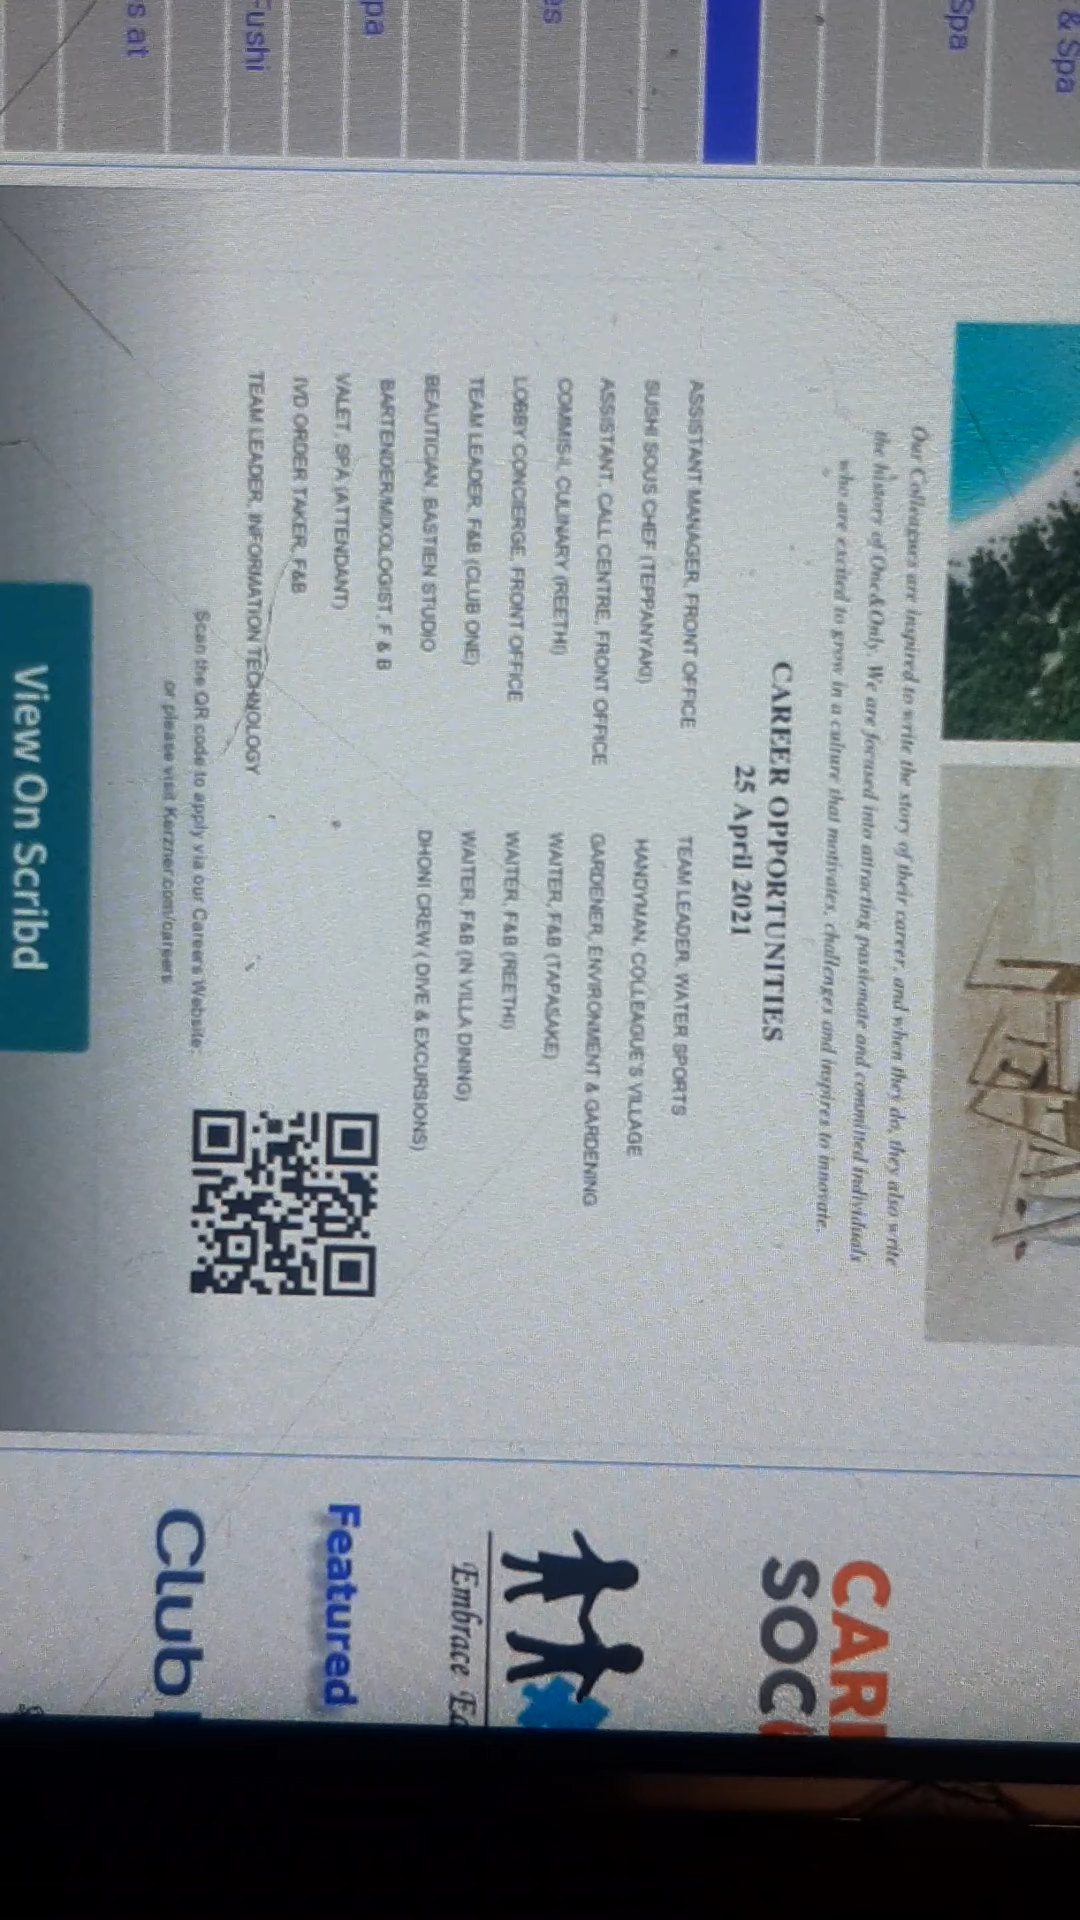 & Spa
Spa
es
pa
Fushi
s at
Our Colleagues are inspired to write the story of their career, and when they do, they also write
the history of One&Only. We are focused into attracting passionate and committed individuals
who are excited to grow in a culture that motivates, challenges and inspires to innovate.
CAREER OPPORTUNITIES
25 April 2021
ASSISTANT MANAGER, FRONT OFFICE
SUSHI SOUS CHEF (TEPPANYAKI)
ASSISTANT, CALL CENTRE, FRONT OFFICE
COMMIS-I, CULINARY (REETHI)
LOBBY CONCIERGE, FRONT OFFICE
TEAM LEADER, F&B (CLUB ONE)
BEAUTICIAN, BASTIEN STUDIO
BARTENDER/MIXOLOGIST, F & B
VALET, SPA (ATTENDANT)
IVD ORDER TAKER, F&B
TEAM LEADER, INFORMATION TECHNOLOGY
TEAM LEADER, WATER SPORTS
HANDYMAN, COLLEAGUE'S VILLAGE
GARDENER, ENVIRONMENT & GARDENING
WAITER, F&B (TAPASAKE)
WAITER, F&B (REETHI)
WAITER, F&B (IN VILLA DINING)
DHONI CREW ( DIVE & EXCURSIONS)
Scan the QR code to apply via our Careers Website:
or please visit Kerzner.com/careers
View On Scribd
CAR
SOC
Embrace
Featured
Club